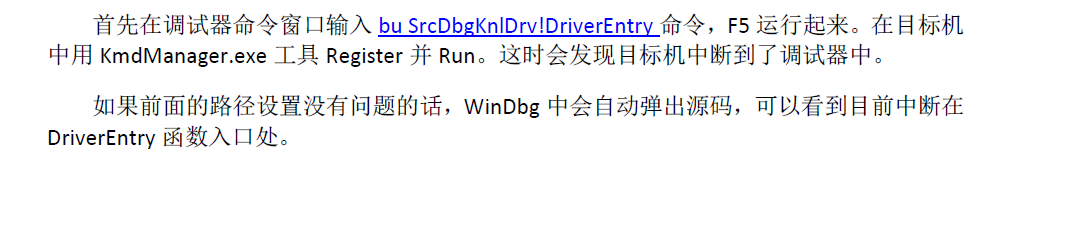 首先在调试器命令窗口输入 bu SrcDbgKnlDrv!DriverEntry 命令，F5 运行起来。在目标机
中用 KmdManager.exe 工具 Register 并 Run。这时会发现目标机中断到了调试器中。
如果前面的路径设置没有问题的话，WinDbg 中会自动弹出源码，可以看到目前中断在
DriverEntry 函数入口处。